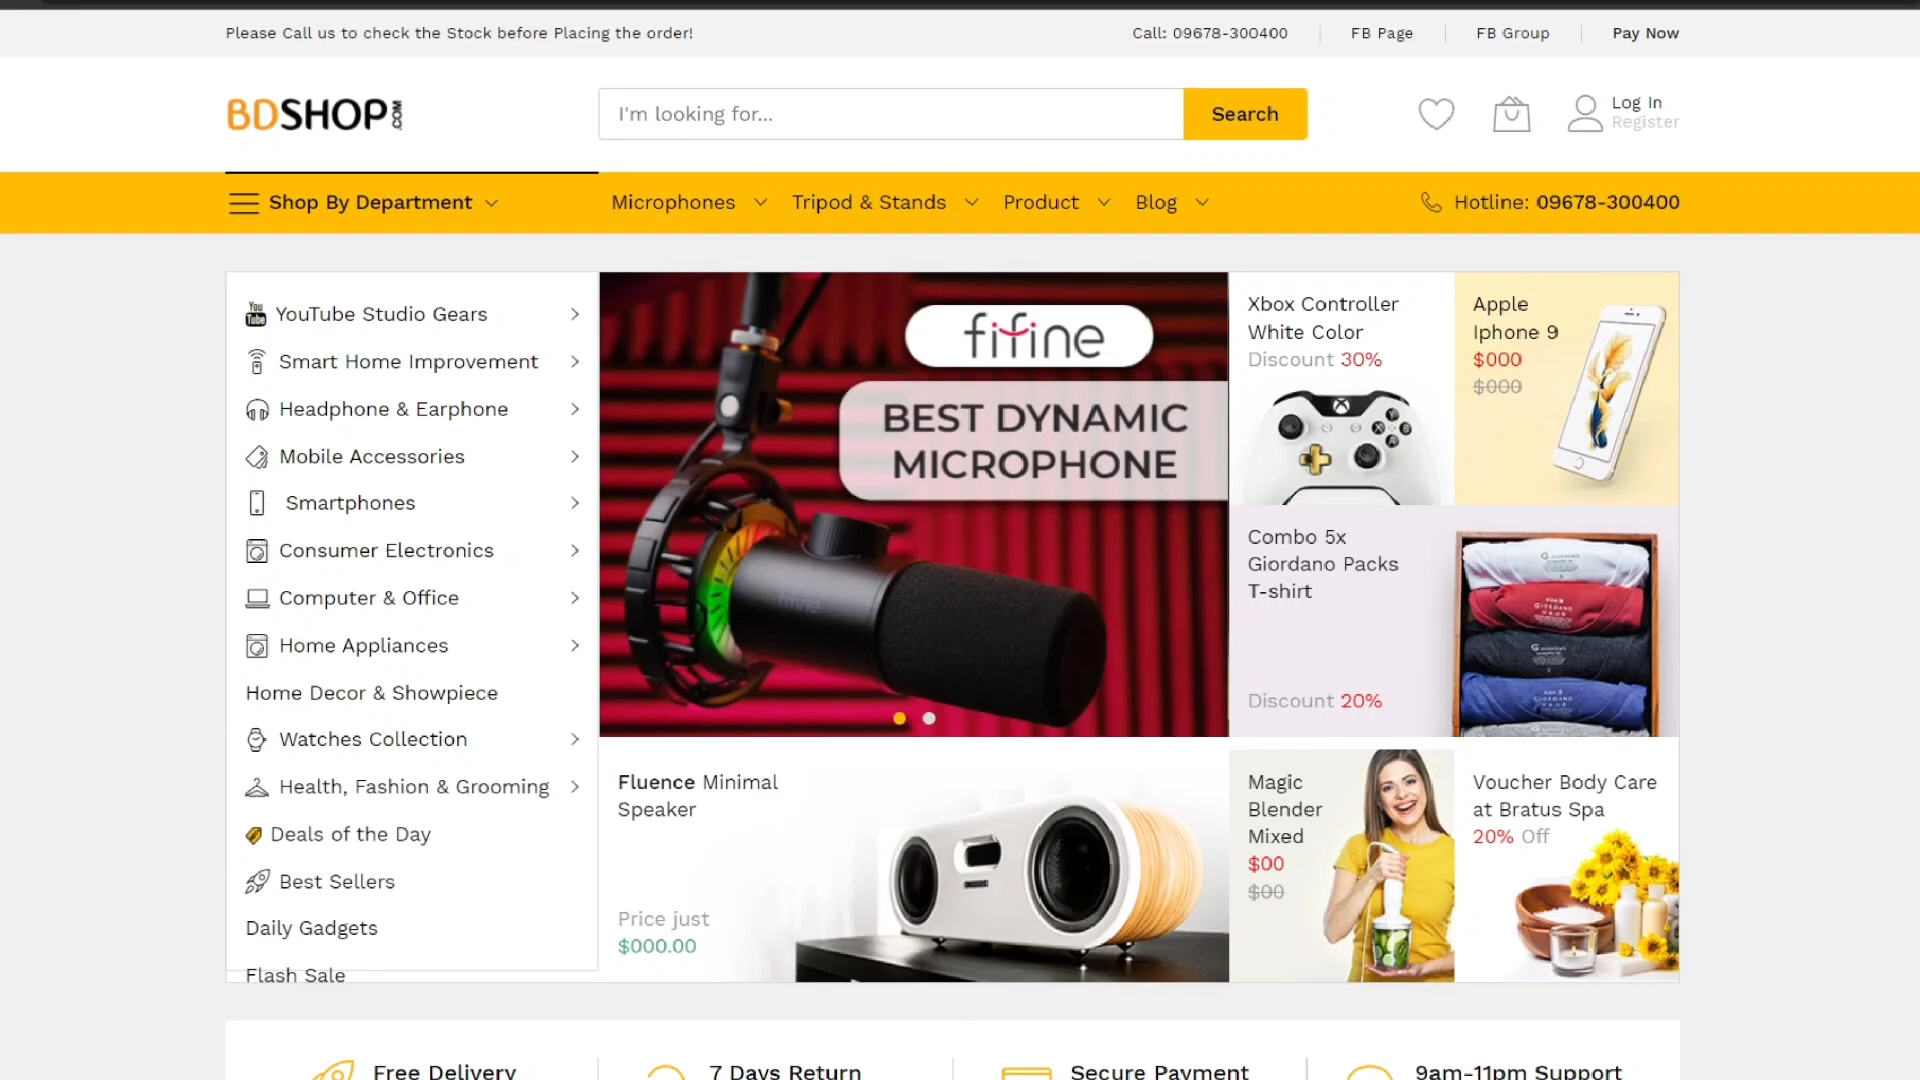 Please Call us to check the Stock before Placing the order!
Call: 09678-300400
FB Page
FB Group
Pay Now
BDSHOP.COM
I'm looking for...
Search
Log In
Register
Shop By Department
Microphones
Tripod & Stands
Product
Blog
Hotline: 09678-300400
You Tube
YouTube Studio Gears
Smart Home Improvement
Headphone & Earphone
Mobile Accessories
Smartphones
Consumer Electronics
Computer & Office
Home Appliances
Home Decor & Showpiece
Watches Collection
Health, Fashion & Grooming
Deals of the Day
Best Sellers
Daily Gadgets
Flash Sale
fifine
BEST DYNAMIC
MICROPHONE
fifine
Xbox Controller
White Color
Discount 30%
Y
X
B
A
Apple
Iphone 9
$000
$000
Combo 5x
Giordano Packs
T-shirt
Discount 20%
GIORDANO
Fluence Minimal
Speaker
Price just
$000.00
Magic
Blender
Mixed
$00
$00
Voucher Body Care
at Bratus Spa
20% Off
Free Delivery
7 Days Return
Secure Payment
9am-11pm Support